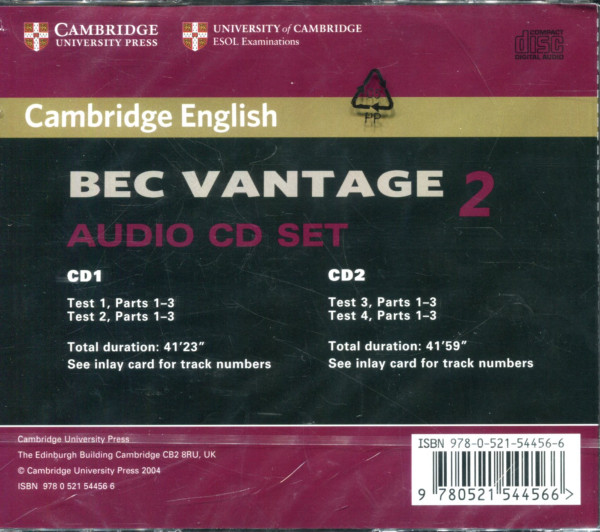 CAMBRIDGE
UNIVERSITY PRESS
UNIVERSITY of CAMBRIDGE
ESOL Examinations
COMPACT
disc
DIGITAL AUDIO
PP
Cambridge English
BEC VANTAGE 2
AUDIO CD SET
CD1
Test 1, Parts 1–3
Test 2, Parts 1–3
Total duration: 41’23”
See inlay card for track numbers
CD2
Test 3, Parts 1–3
Test 4, Parts 1–3
Total duration: 41’59”
See inlay card for track numbers
Cambridge University Press
The Edinburgh Building Cambridge CB2 8RU, UK
© Cambridge University Press 2004
ISBN 978 0 521 54456 6
ISBN 978-0-521-54456-6
9 780521 544566 >